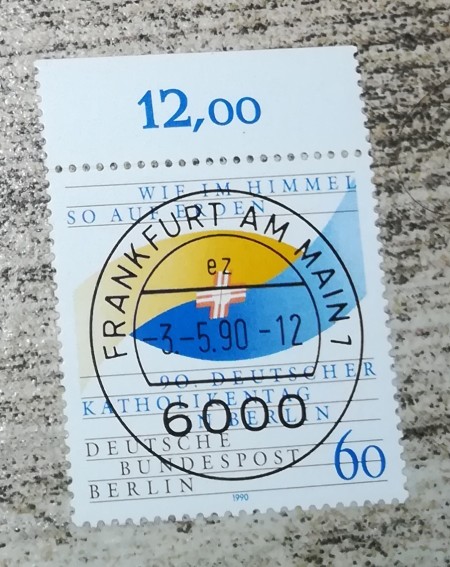 12,00
WIE IM HIMMEL
SO AUF ERDEN
FRANKFURT AM MAIN 1
ez
-3.-5.90 -12
90. DEUTSCHER
KATHOLIKENTAG
IN BERLIN
6000
DEUTSCHE
BUNDESPOST
BERLIN
60
1990